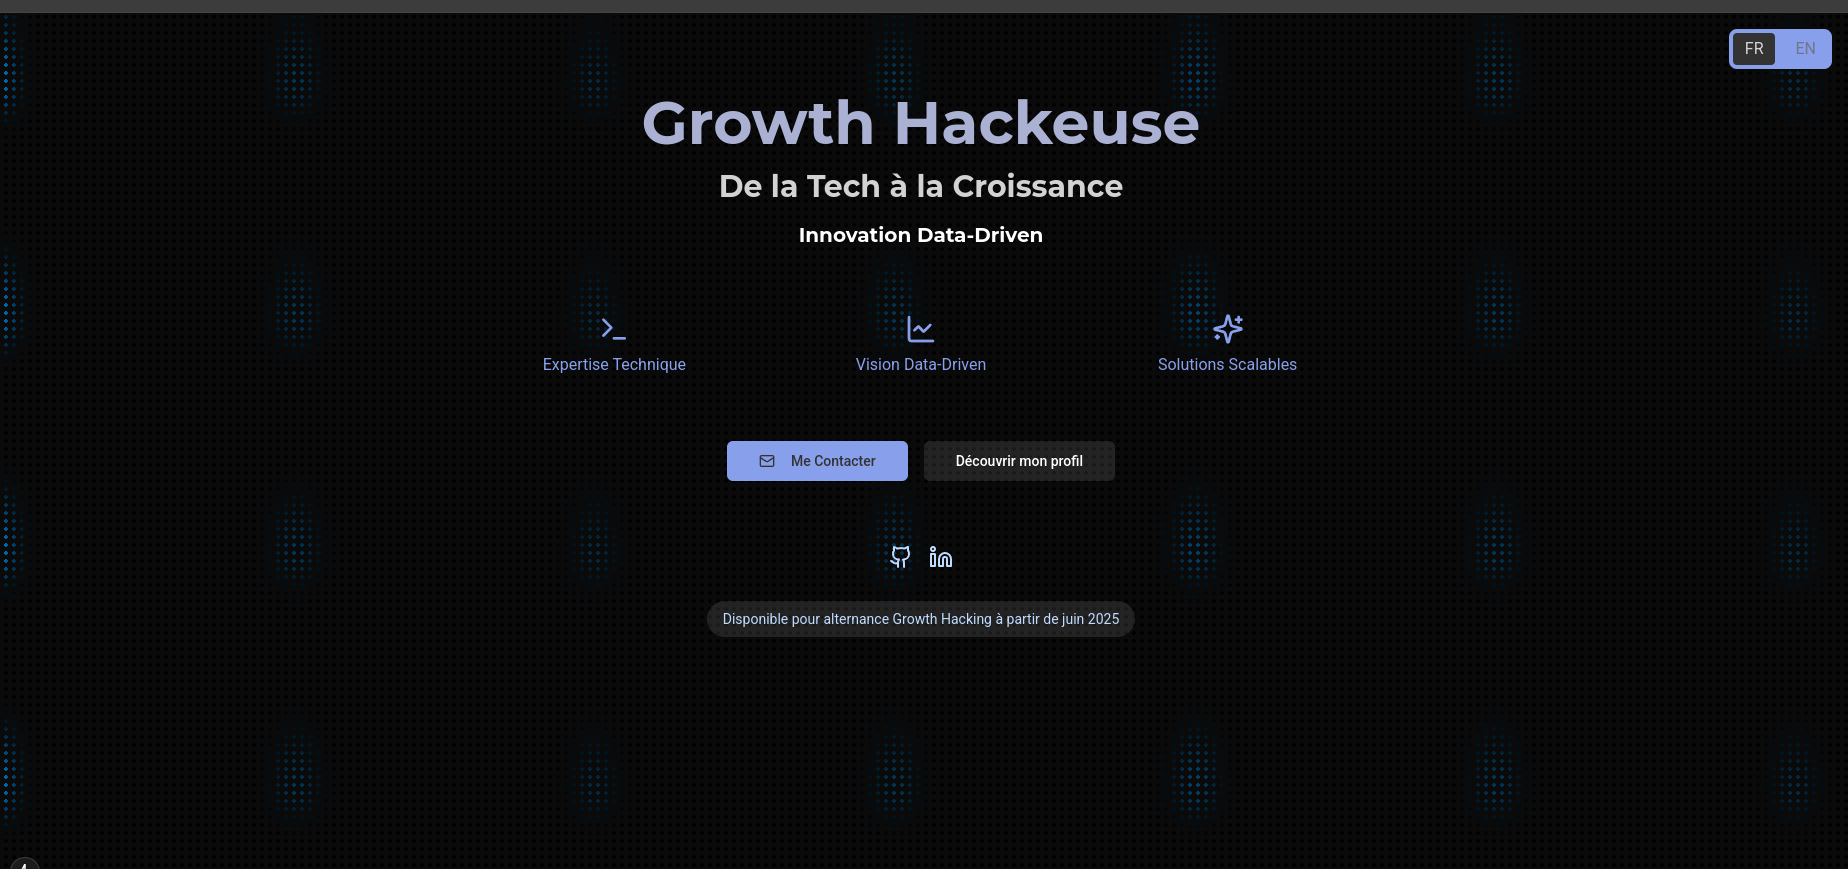 FR EN
Growth Hackeuse
De la Tech à la Croissance
Innovation Data-Driven
Expertise Technique Vision Data-Driven Solutions Scalables
Me Contacter Découvrir mon profil
Disponible pour alternance Growth Hacking à partir de juin 2025